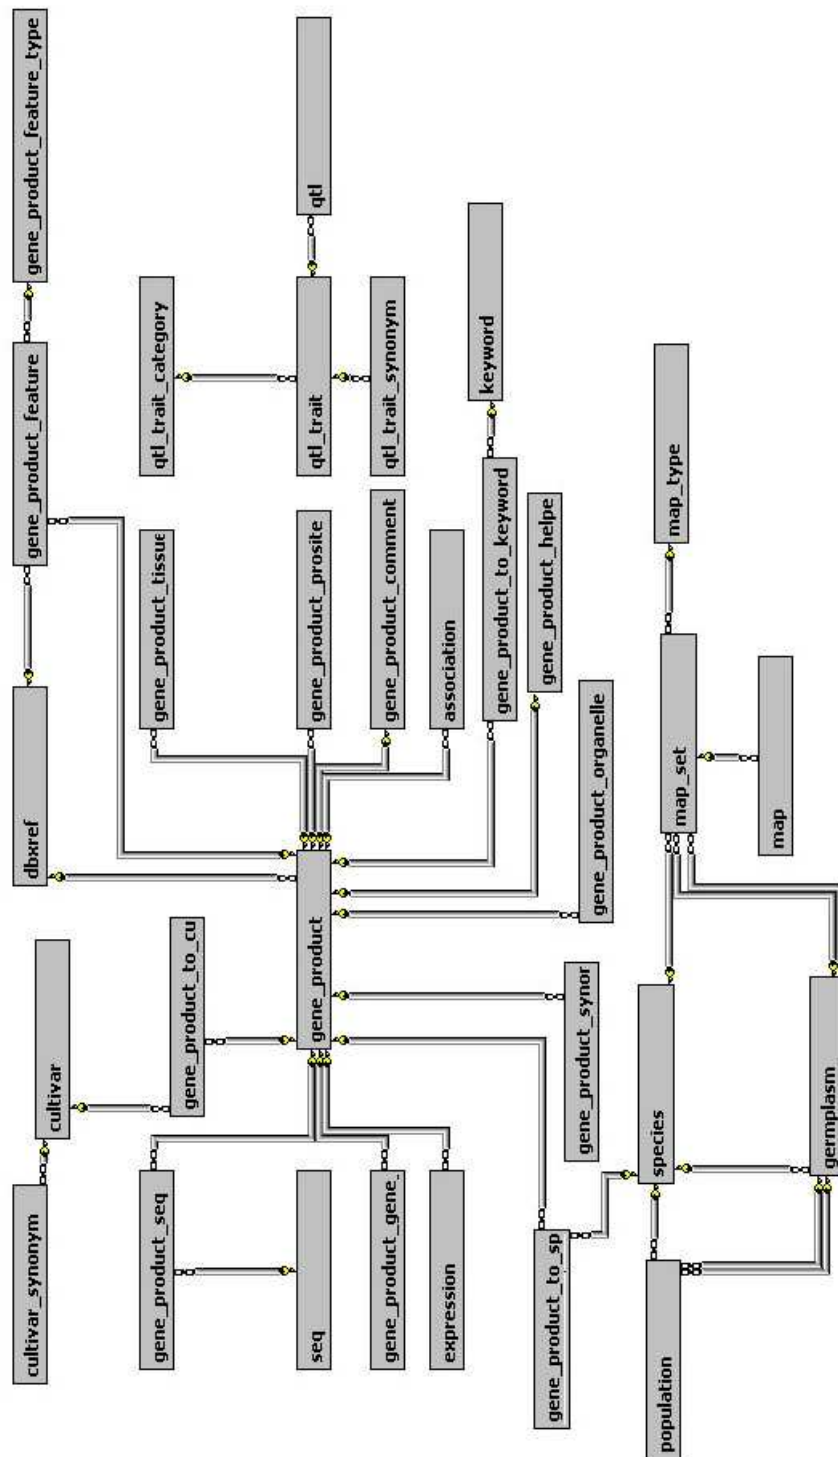 cultivar_synonym
dbxref
gene_product_feature
gene_product_feature_type
cultivar
gene_product_seq
gene_product_tissue
qtl_trait_category
gene_product_to_cu
seq
gene_product
gene_product_prosite
qtl_trait
qtl
gene_product_gene_
gene_product_comment
qtl_trait_synonym
expression
association
gene_product_to_keyword
keyword
gene_product_to_sp
gene_product_helpe
gene_product_synor
gene_product_organelle
population
species
map_set
map_type
map
germplasm